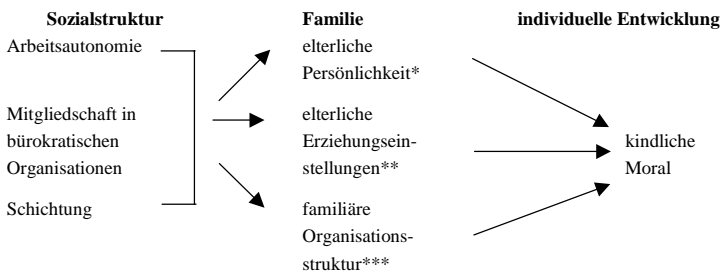 Sozialstruktur Familie individuelle Entwicklung
Arbeitsautonomie
elterliche
Persönlichkeit*
Mitgliedschaft in
bürokratischen
Organisationen
elterliche
Erziehungsein-
stellungen**
kindliche
Moral
Schichtung
familiäre
Organisations-
struktur***